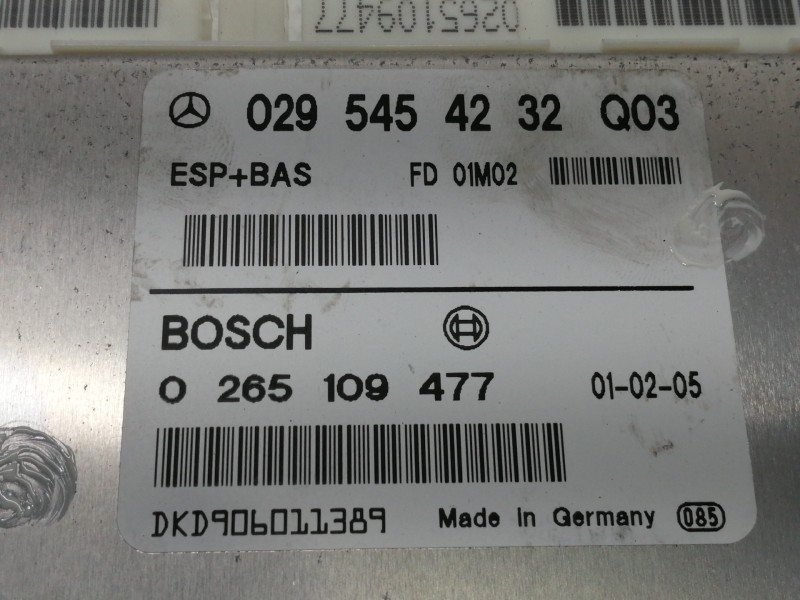 0265109477
029 545 42 32 Q03
ESP+BAS FD 01M02
BOSCH
0 265 109 477 01-02-05
DKD906011389 Made in Germany 085